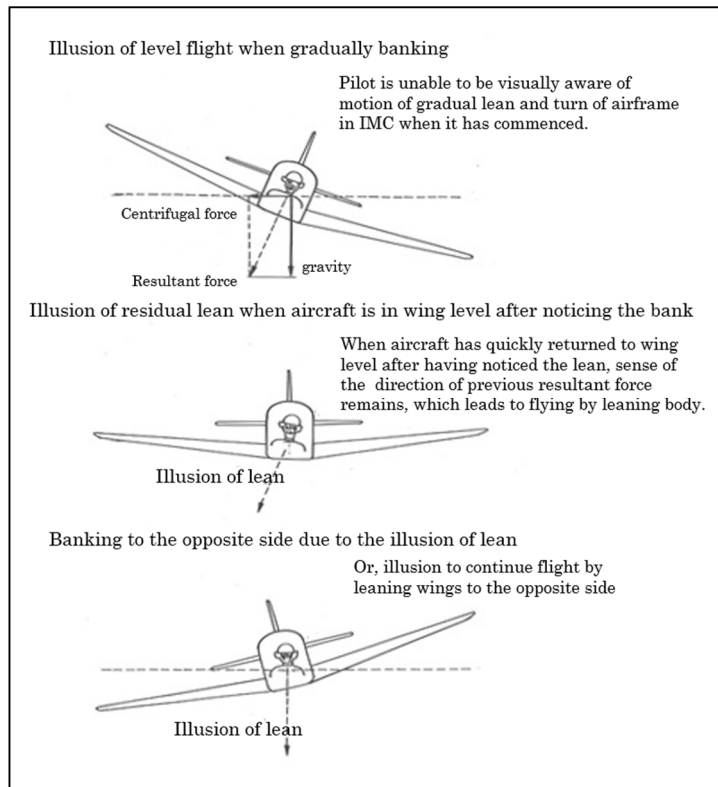 Illusion of level flight when gradually banking
Pilot is unable to be visually aware of
motion of gradual lean and turn of airframe
in IMC when it has commenced.
Centrifugal force
gravity
Resultant force
Illusion of residual lean when aircraft is in wing level after noticing the bank
When aircraft has quickly returned to wing
level after having noticed the lean, sense of
the direction of previous resultant force
remains, which leads to flying by leaning body.
Illusion of lean
Banking to the opposite side due to the illusion of lean
Or, illusion to continue flight by
leaning wings to the opposite side
Illusion of lean